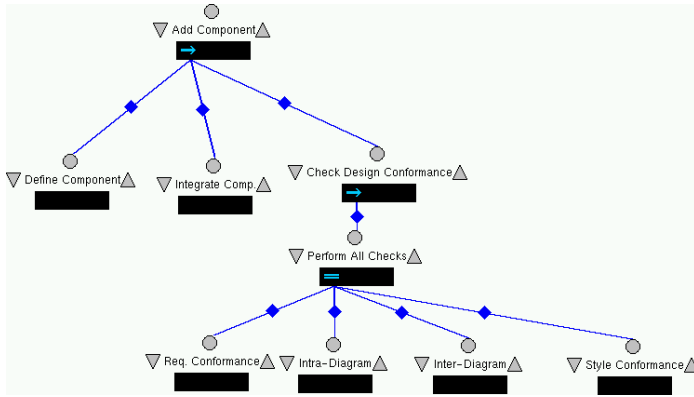 Add Component
Define Component
Integrate Comp.
Check Design Conformance
Perform All Checks
Req. Conformance
Intra-Diagram
Inter-Diagram
Style Conformance